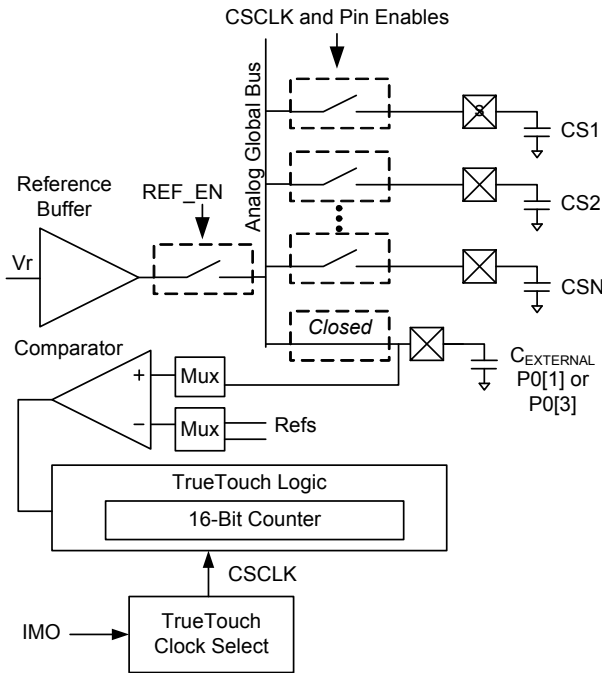 CSCLK and Pin Enables
Analog Global Bus
S
CS1
Reference
Buffer
REF_EN
CS2
Vr
CSN
Closed
Comparator
CEXTERNAL
P0[1] or
P0[3]
+
Mux
−
Mux
Refs
TrueTouch Logic
16-Bit Counter
CSCLK
IMO
TrueTouch
Clock Select